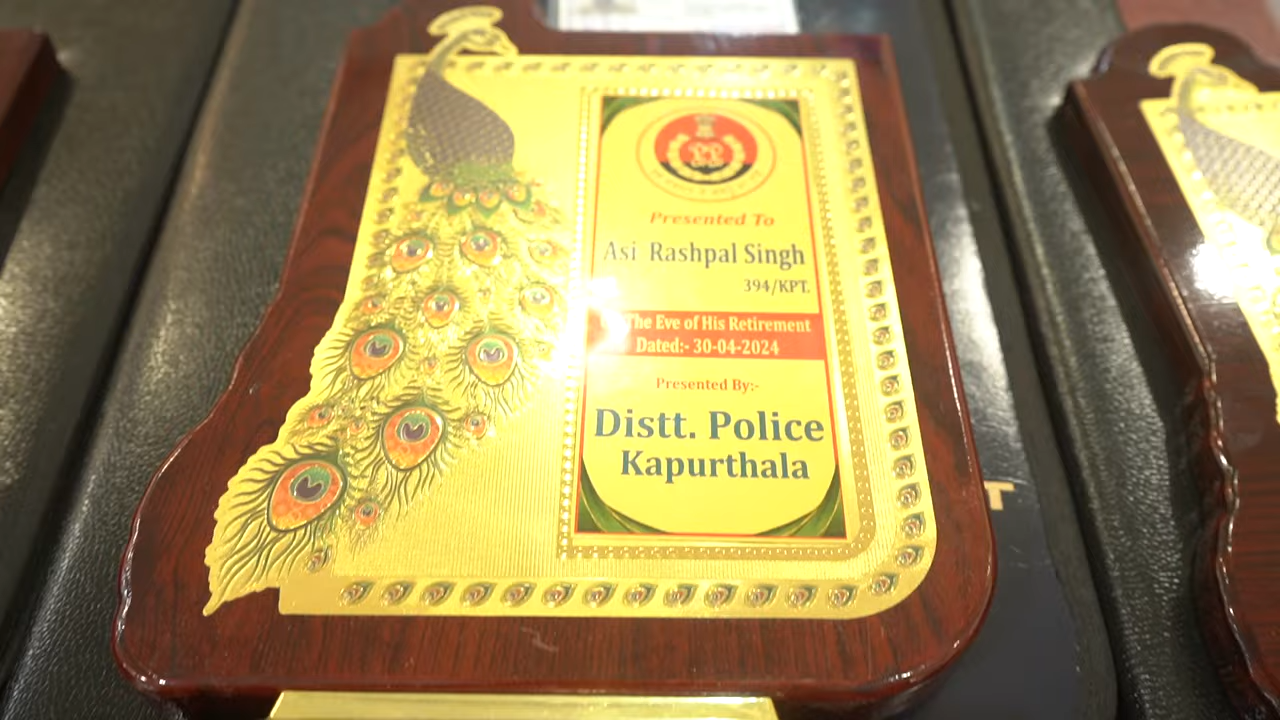 Presented To
Asi Rashpal Singh
394/KPT.
The Eve of His Retirement
Dated:- 30-04-2024
Presented By:-
Distt. Police
Kapurthala